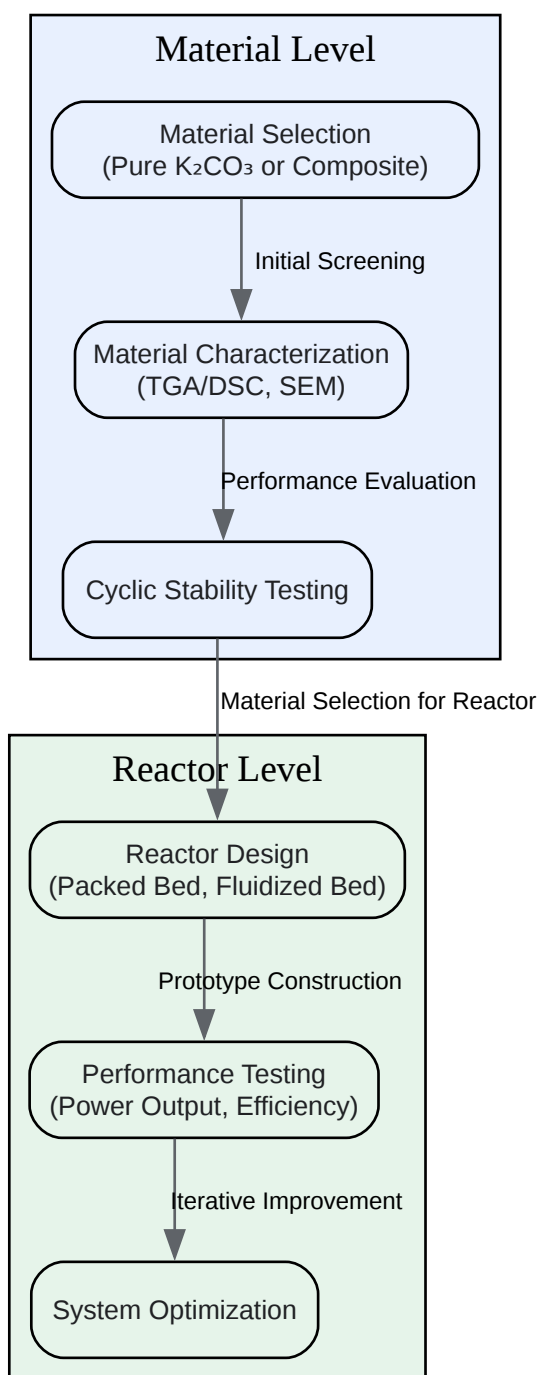 Material Level
Material Selection
(Pure K₂CO₃ or Composite)
Initial Screening
Material Characterization
(TGA/DSC, SEM)
Performance Evaluation
Cyclic Stability Testing
Material Selection for Reactor
Reactor Level
Reactor Design
(Packed Bed, Fluidized Bed)
Prototype Construction
Performance Testing
(Power Output, Efficiency)
Iterative Improvement
System Optimization